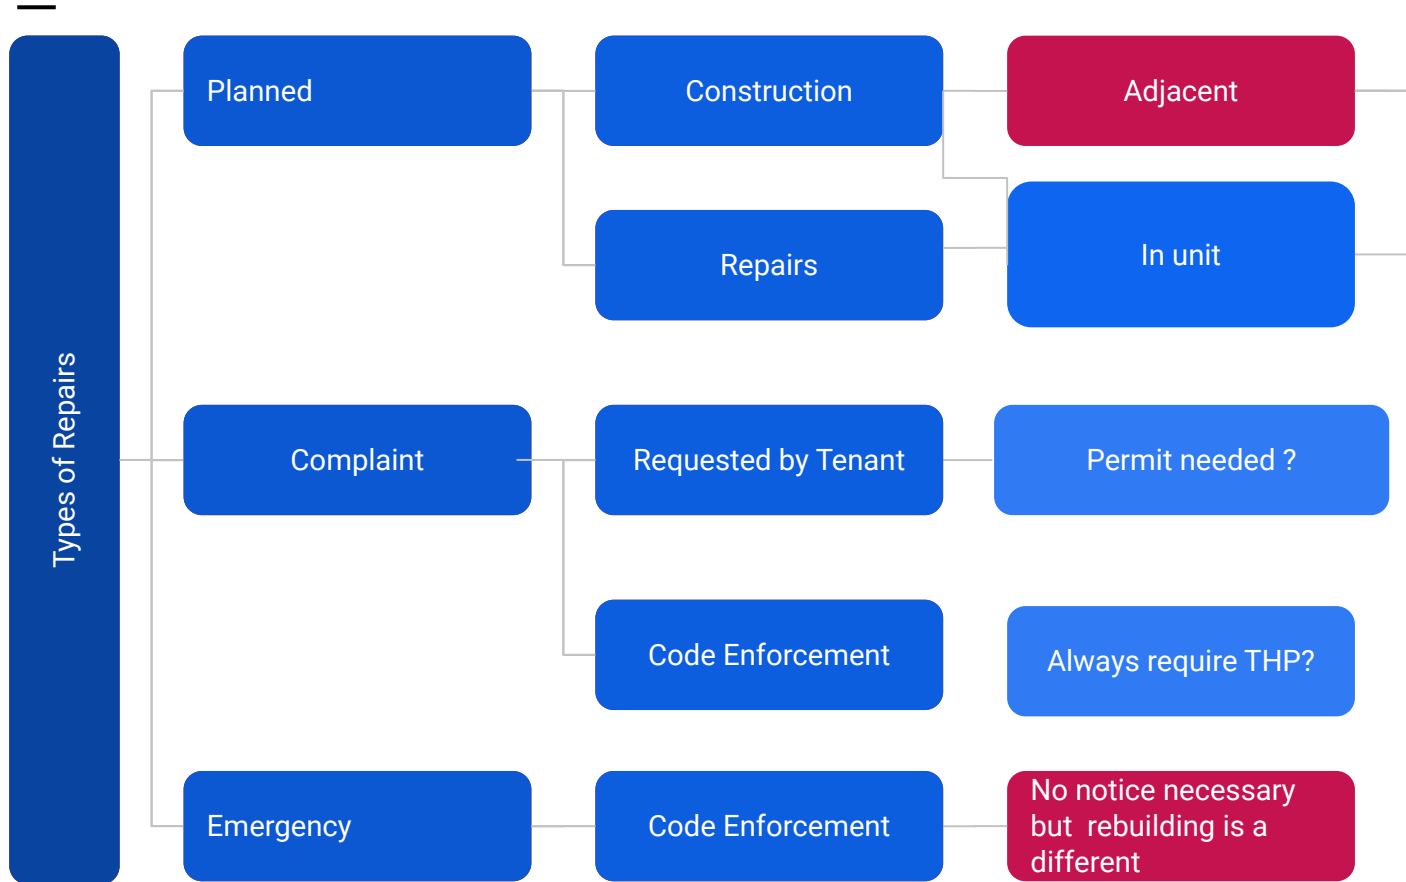 Types of Repairs
Planned
Construction
Adjacent
Repairs
In unit
Complaint
Requested by Tenant
Permit needed ?
Code Enforcement
Always require THP?
Emergency
Code Enforcement
No notice necessary
but  rebuilding is a
different